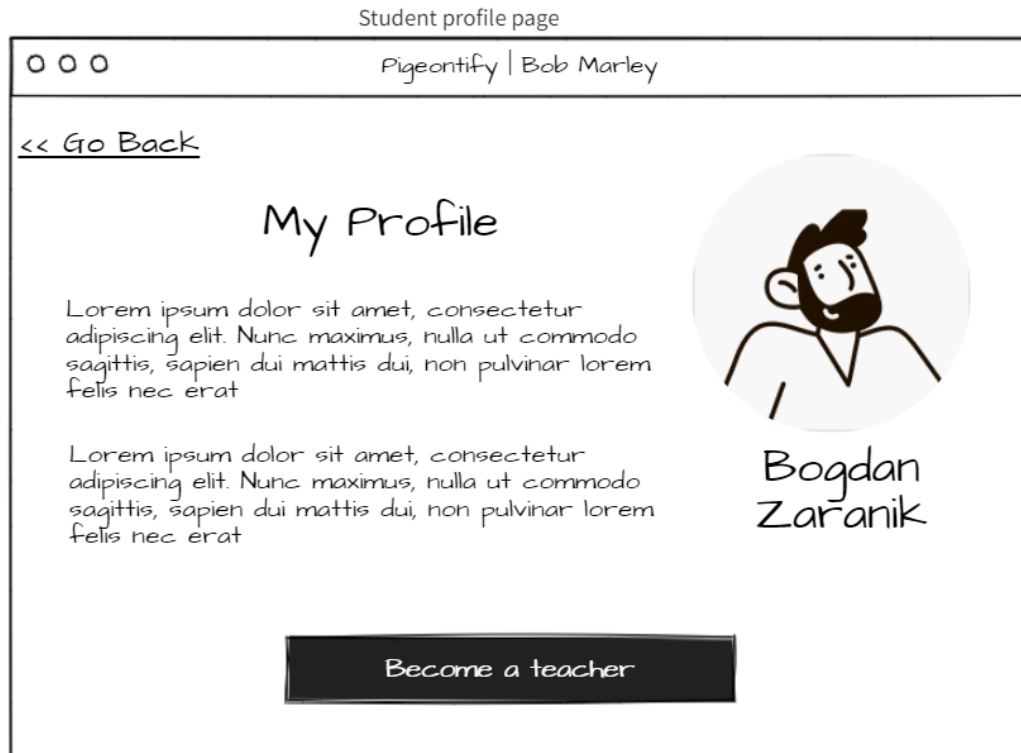 Student profile page
Pigeontify | Bob Marley
<< Go Back
My Profile
Lorem ipsum dolor sit amet, consectetur
adipiscing elit. Nunc maximus, nulla ut commodo
sagittis, sapien dui mattis dui, non pulvinar lorem
felis nec erat
Lorem ipsum dolor sit amet, consectetur
adipiscing elit. Nunc maximus, nulla ut commodo
sagittis, sapien dui mattis dui, non pulvinar lorem
felis nec erat
Bogdan
Zaranik
Become a teacher